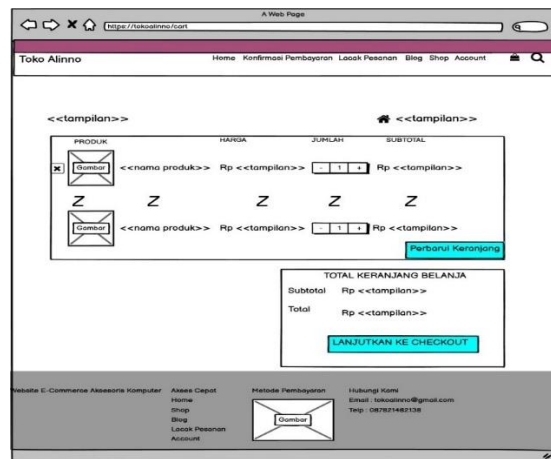 A Web Page
https://tokoalinno/cart
Toko Alinno Home Konfirmasi Pembayaran Lacak Pesanan Blog Shop Account
<<tampilan>> <<tampilan>>
PRODUK HARGA JUMLAH SUBTOTAL
Gambar <<nama produk>> Rp <<tampilan>> - 1 + Rp <<tampilan>>
Z Z Z Z Z
Gambar <<nama produk>> Rp <<tampilan>> - 1 + Rp <<tampilan>>
Perbarui Keranjang
TOTAL KERANJANG BELANJA
Subtotal Rp <<tampilan>>
Total Rp <<tampilan>>
LANJUTKAN KE CHECKOUT
Website E-Commerce Aksesoris Komputer Akses Cepat Metode Pembayaran Hubungi Kami
Home Email : tokoalinno@gmail.com
Shop Telp : 087821462138
Blog Gambar
Lacak Pesanan
Account